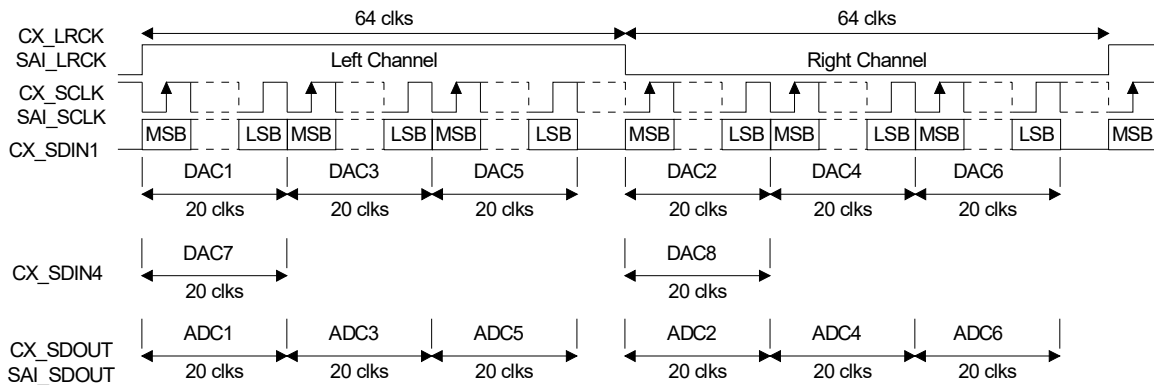 64 clks 64 clks
CX_LRCK
SAI_LRCK Left Channel Right Channel
CX_SCLK
SAI_SCLK
CX_SDIN1 MSB LSB MSB LSB MSB LSB MSB LSB MSB LSB MSB LSB MSB
DAC1 DAC3 DAC5 DAC2 DAC4 DAC6
20 clks 20 clks 20 clks 20 clks 20 clks 20 clks
DAC7 DAC8
CX_SDIN4
20 clks 20 clks
ADC1 ADC3 ADC5 ADC2 ADC4 ADC6
CX_SDOUT
SAI_SDOUT 20 clks 20 clks 20 clks 20 clks 20 clks 20 clks